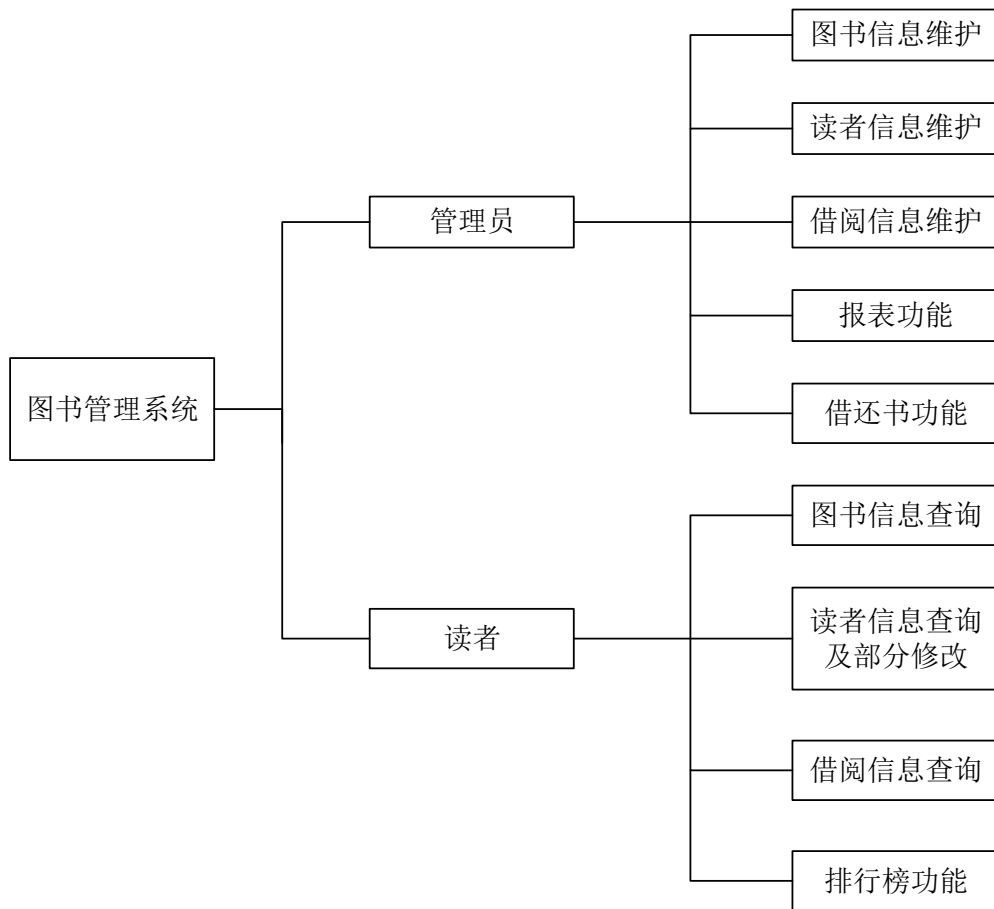 图书管理系统
管理员
图书信息维护
读者信息维护
借阅信息维护
报表功能
借还书功能
读者
图书信息查询
读者信息查询
及部分修改
借阅信息查询
排行榜功能